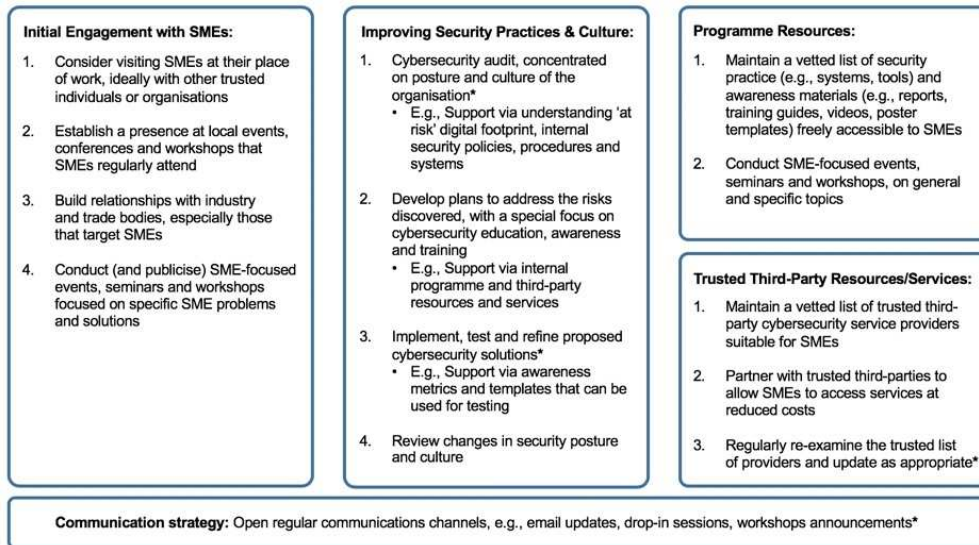 Initial Engagement with SMEs:
1. Consider visiting SMEs at their place
of work, ideally with other trusted
individuals or organisations
2. Establish a presence at local events,
conferences and workshops that
SMEs regularly attend
3. Build relationships with industry
and trade bodies, especially those
that target SMEs
4. Conduct (and publicise) SME-focused
events, seminars and workshops
focused on specific SME problems
and solutions
Improving Security Practices & Culture:
1. Cybersecurity audit, concentrated
on posture and culture of the
organisation*
• E.g., Support via understanding ‘at
risk’ digital footprint, internal
security policies, procedures and
systems
2. Develop plans to address the risks
discovered, with a special focus on
cybersecurity education, awareness
and training
• E.g., Support via internal
programme and third-party
resources and services
3. Implement, test and refine proposed
cybersecurity solutions*
• E.g., Support via awareness
metrics and templates that can be
used for testing
4. Review changes in security posture
and culture
Programme Resources:
1. Maintain a vetted list of security
practice (e.g., systems, tools) and
awareness materials (e.g., reports,
training guides, videos, poster
templates) freely accessible to SMEs
2. Conduct SME-focused events,
seminars and workshops, on general
and specific topics
Trusted Third-Party Resources/Services:
1. Maintain a vetted list of trusted third-
party cybersecurity service providers
suitable for SMEs
2. Partner with trusted third-parties to
allow SMEs to access services at
reduced costs
3. Regularly re-examine the trusted list
of providers and update as appropriate*
Communication strategy: Open regular communications channels, e.g., email updates, drop-in sessions, workshops announcements*